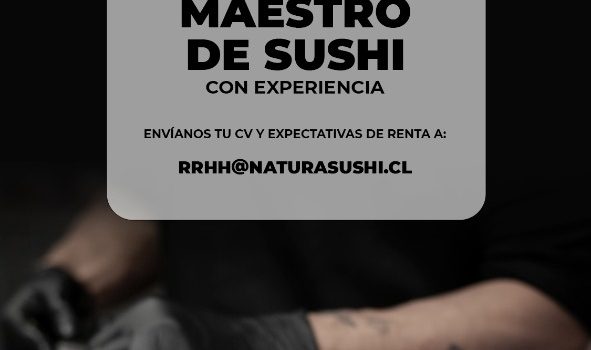 MAESTRO
DE SUSHI
CON EXPERIENCIA
ENVÍANOS TU CV Y EXPECTATIVAS DE RENTA A:
RRHH@NATURASUSHI.CL